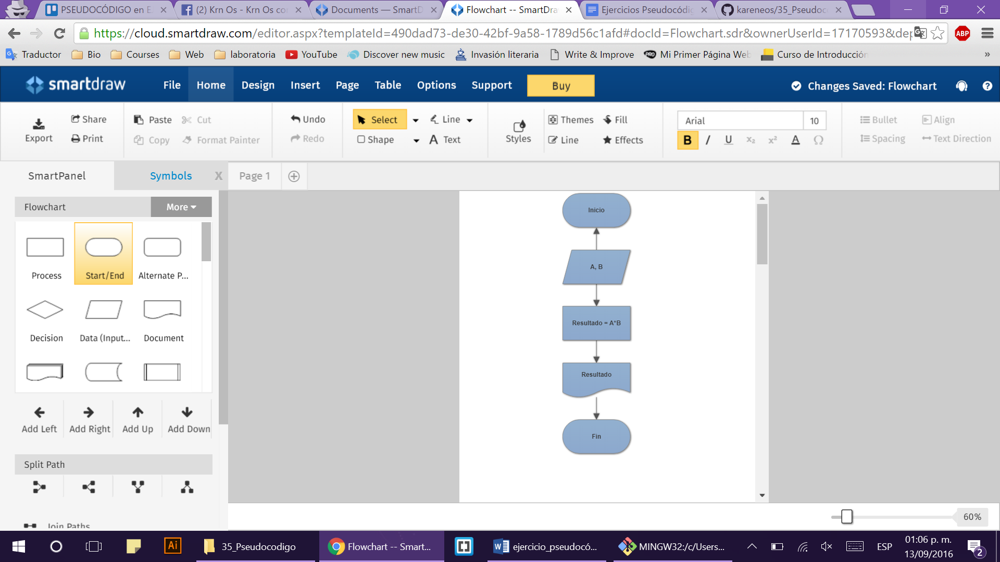 PSEUDOCÓDIGO en E
(2) Krn Os - Krn Os co
Documents — SmartD
Flowchart -- SmartDra
Ejercicios Pseudocódig
kareneos/35_Pseudoc
https://cloud.smartdraw.com/editor.aspx?templateId=490dad73-de30-42bf-9a58-1789d56c1afd#docId=Flowchart.sdr&ownerUserId=17170593&dep
ABP
Traductor Bio Courses Web laboratoria YouTube Discover new music Invasión literaria Write & Improve Mi Primer Página Web Curso de Introducción
smartdraw File Home Design Insert Page Table Options Support Buy Changes Saved: Flowchart
Export
Share
Print
Paste Cut
Copy Format Painter
Undo
Redo
Select Line
Shape Text
Styles
Themes Fill
Line Effects
Arial 10
B I U x₂ x² A Ω
Bullet Align
Spacing Text Direction
SmartPanel Symbols X Page 1
Flowchart More
Process Start/End Alternate P...
Decision Data (Input... Document
Add Left Add Right Add Up Add Down
Split Path
Join Paths
Inicio
A, B
Resultado = A*B
Resultado
Fin
60%
Ai
35_Pseudocodigo
Flowchart -- Smart...
ejercicio_pseudocó...
MINGW32:/c/Users...
ESP
01:06 p. m.
13/09/2016
2